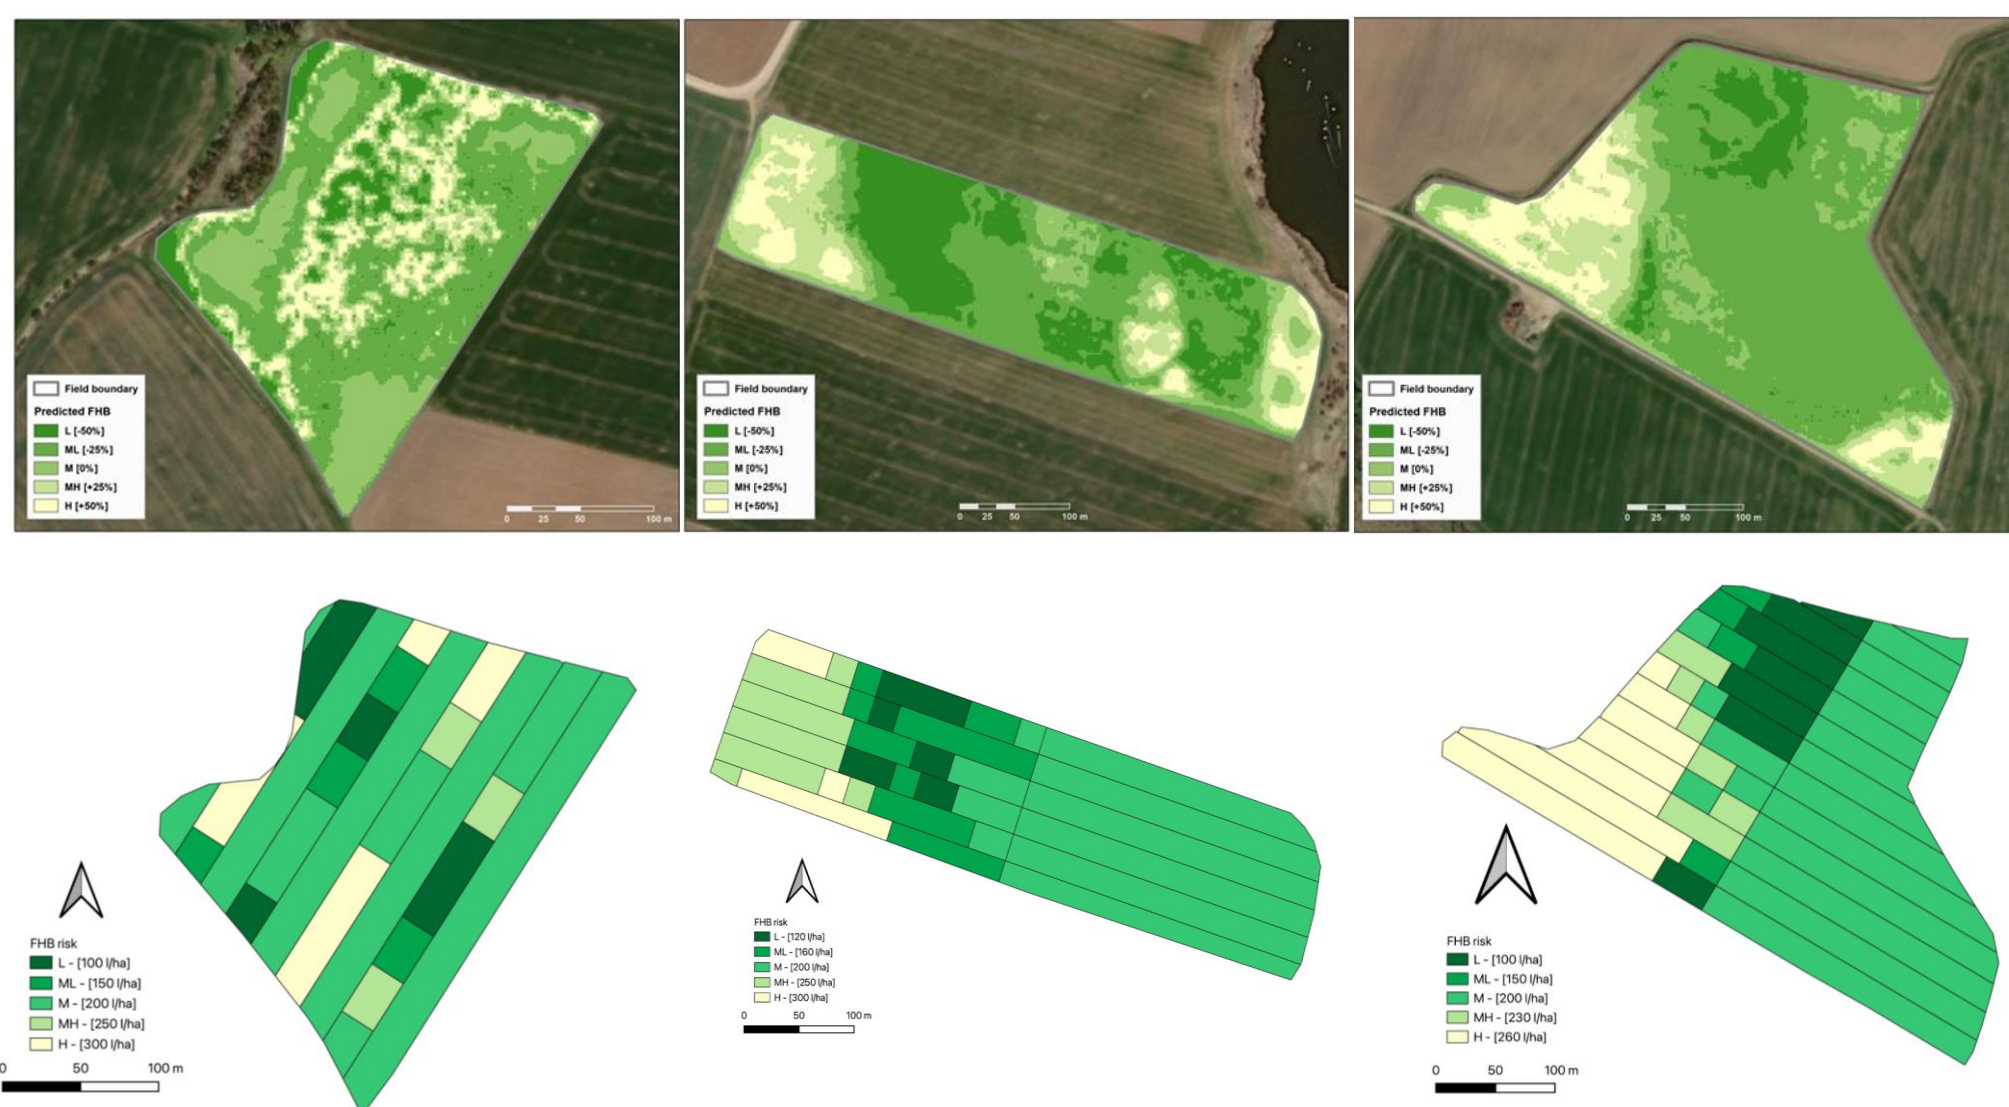 Field boundary
Predicted FHB
L [-50%]
ML [-25%]
M [0%]
MH [+25%]
H [+50%]
0 25 50 100 m
Field boundary
Predicted FHB
L [-50%]
ML [-25%]
M [0%]
MH [+25%]
H [+50%]
0 25 50 100 m
Field boundary
Predicted FHB
L [-50%]
ML [-25%]
M [0%]
MH [+25%]
H [+50%]
0 25 50 100 m
FHB risk
L - [100 l/ha]
ML - [150 l/ha]
M - [200 l/ha]
MH - [250 l/ha]
H - [300 l/ha]
0 50 100 m
FHB risk
L - [120 l/ha]
ML - [160 l/ha]
M - [200 l/ha]
MH - [250 l/ha]
H - [300 l/ha]
0 50 100 m
FHB risk
L - [100 l/ha]
ML - [150 l/ha]
M - [200 l/ha]
MH - [230 l/ha]
H - [260 l/ha]
0 50 100 m